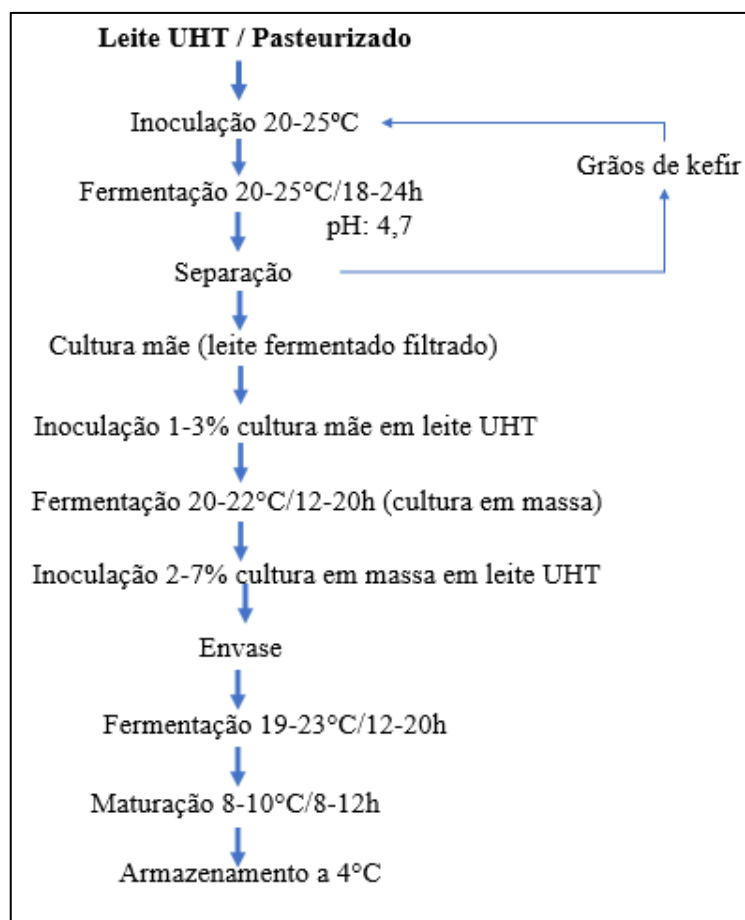 Leite UHT / Pasteurizado
Inoculação 20-25ºC
Grãos de kefir
Fermentação 20-25°C/18-24h
pH: 4,7
Separação
Cultura mãe (leite fermentado filtrado)
Inoculação 1-3% cultura mãe em leite UHT
Fermentação 20-22°C/12-20h (cultura em massa)
Inoculação 2-7% cultura em massa em leite UHT
Envase
Fermentação 19-23°C/12-20h
Maturação 8-10°C/8-12h
Armazenamento a 4°C